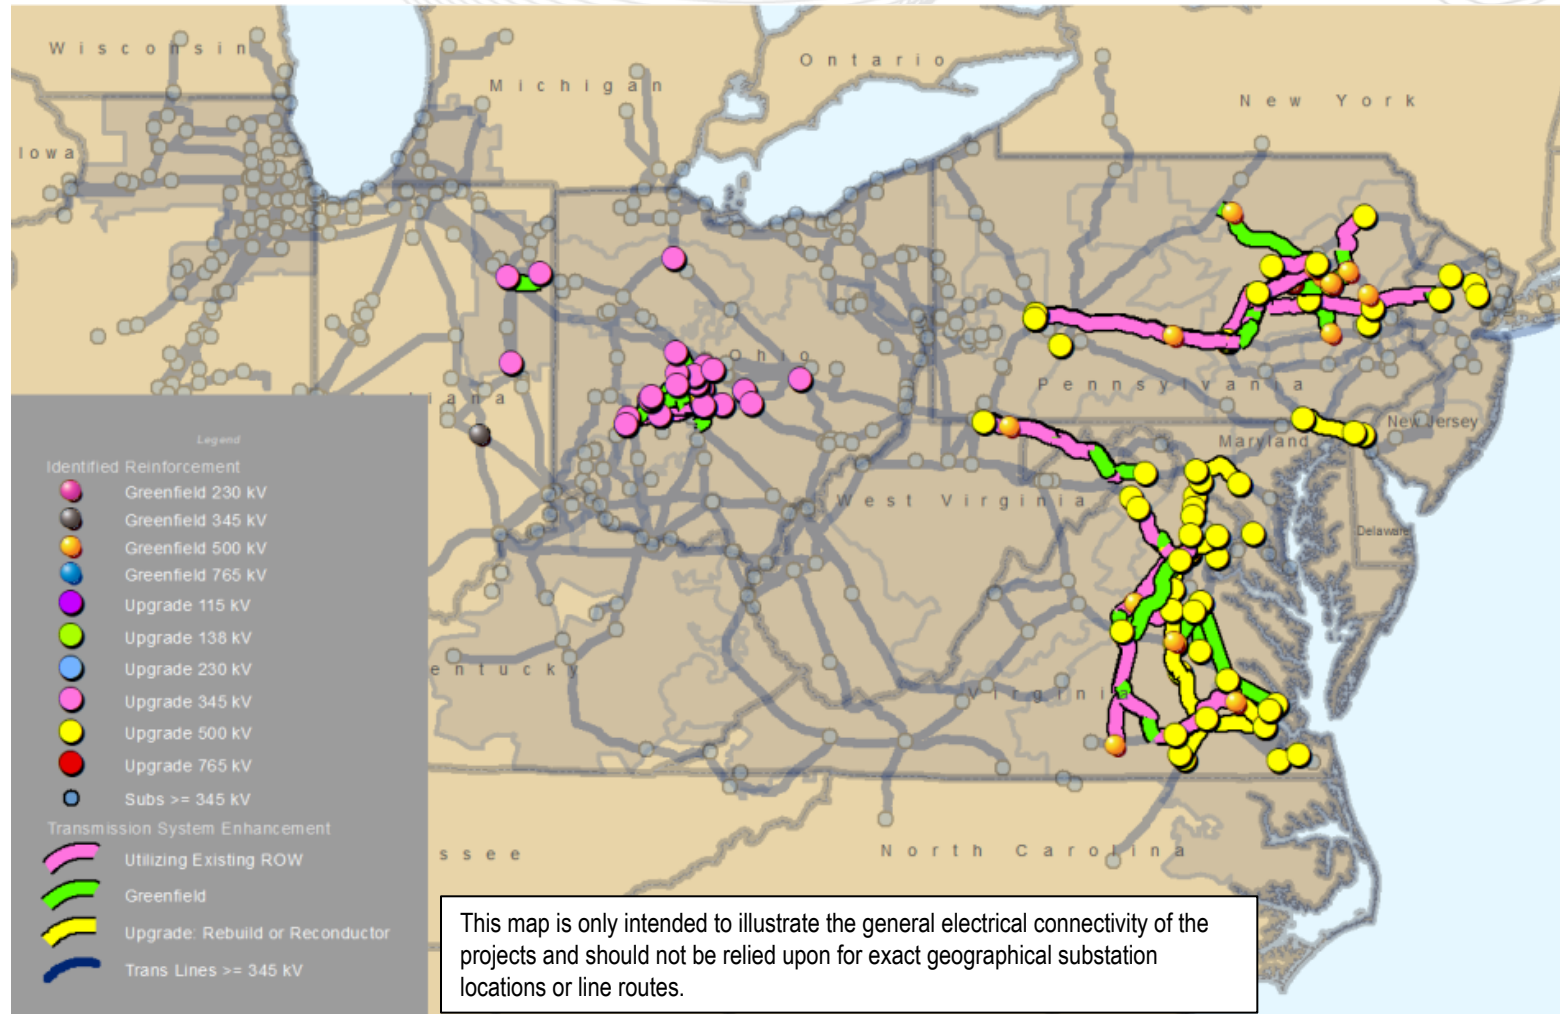 Wisconsin
Michigan
Ontario
New York
Iowa
Ohio
Pennsylvania
New Jersey
Maryland
West Virginia
Delaware
Virginia
entucky
diana
ssee
North Carolina
Legend
Identified Reinforcement
Greenfield 230 kV
Greenfield 345 kV
Greenfield 500 kV
Greenfield 765 kV
Upgrade 115 kV
Upgrade 138 kV
Upgrade 230 kV
Upgrade 345 kV
Upgrade 500 kV
Upgrade 765 kV
Subs >= 345 kV
Transmission System Enhancement
Utilizing Existing ROW
Greenfield
Upgrade: Rebuild or Reconductor
Trans Lines >= 345 kV
This map is only intended to illustrate the general electrical connectivity of the
projects and should not be relied upon for exact geographical substation
locations or line routes.